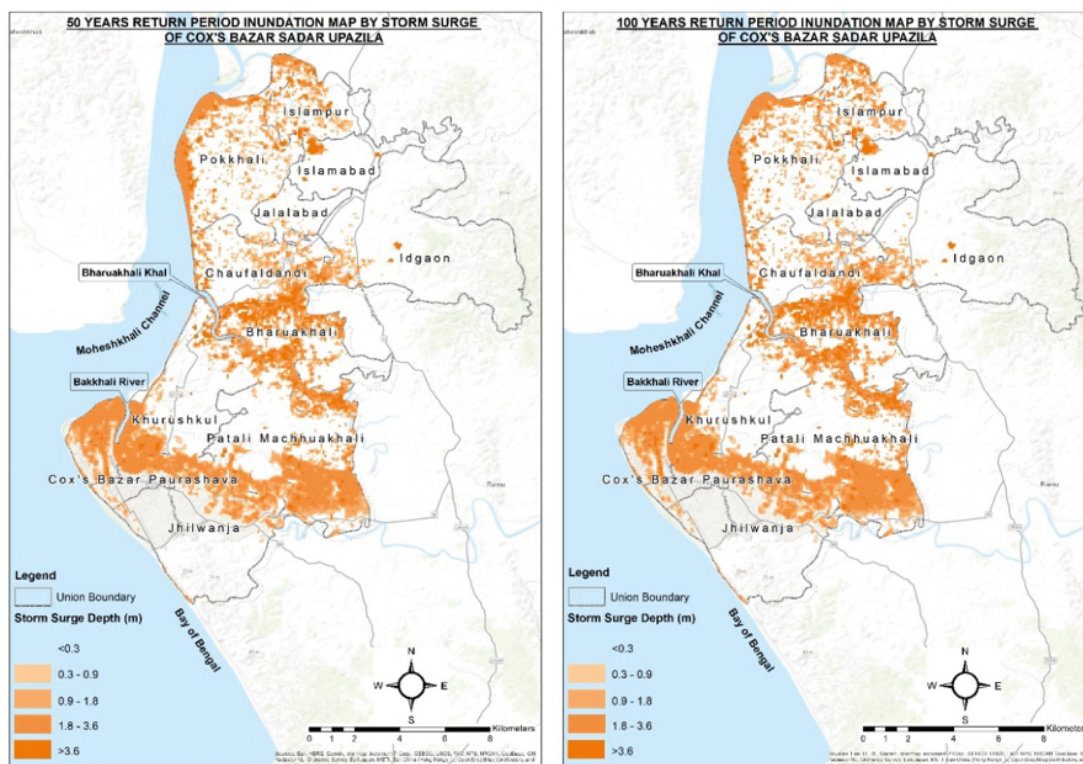 50 YEARS RETURN PERIOD INUNDATION MAP BY STORM SURGE
OF COX'S BAZAR SADAR UPAZILA
Islampur
Pokkhali
Islamabad
Jalalabad
Idgaon
Chaufaldandi
Bharuakhali Khal
Moheshkhali Channel
Bharuakhali
Bakkhali River
Khurushkul
Patali Machhuakhali
Cox's Bazar Paurashava
Jhilwanja
Ramu
Bay of Bengal
Legend
Union Boundary
Storm Surge Depth (m)
<0.3
0.3 - 0.9
0.9 - 1.8
1.8 - 3.6
>3.6
N
W E
S
Kilometers
0 2 4 8
100 YEARS RETURN PERIOD INUNDATION MAP BY STORM SURGE
OF COX'S BAZAR SADAR UPAZILA
Islampur
Pokkhali
Islamabad
Jalalabad
Idgaon
Chaufaldandi
Bharuakhali Khal
Moheshkhali Channel
Bharuakhali
Bakkhali River
Khurushkul
Patali Machhuakhali
Cox's Bazar Paurashava
Jhilwanja
Ramu
Bay of Bengal
Legend
Union Boundary
Storm Surge Depth (m)
<0.3
0.3 - 0.9
0.9 - 1.8
1.8 - 3.6
>3.6
N
W E
S
Kilometers
0 2 4 8